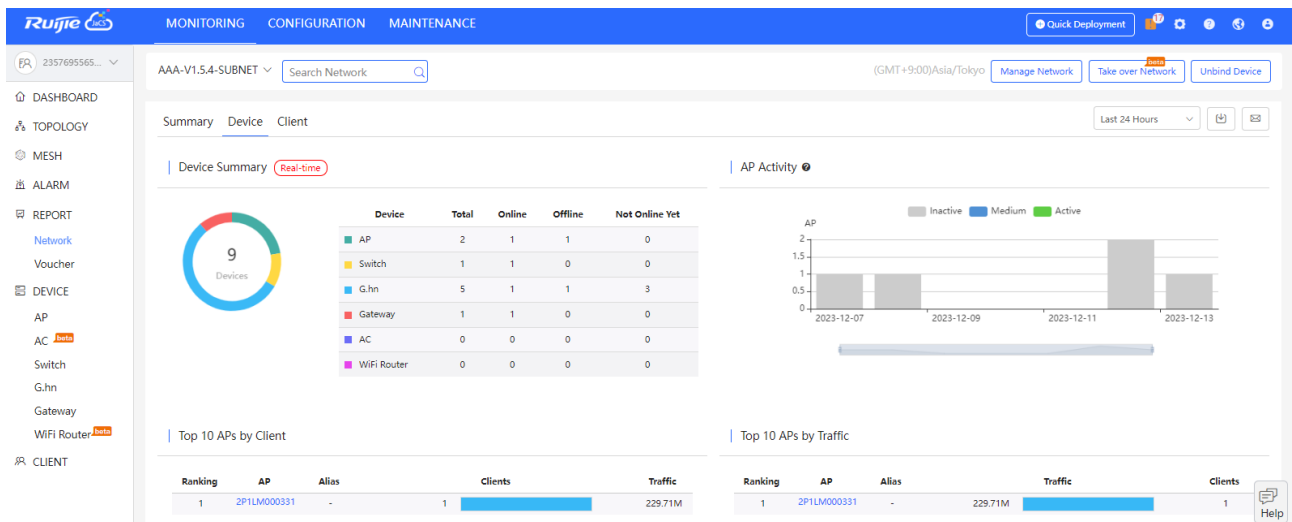 Ruijie JaCS MONITORING CONFIGURATION MAINTENANCE Quick Deployment 17
2357695565...
AAA-V1.5.4-SUBNET Search Network (GMT+9:00)Asia/Tokyo Manage Network Take over Network beta Unbind Device
DASHBOARD
TOPOLOGY
MESH
ALARM
REPORT
Network
Voucher
DEVICE
AP
AC beta
Switch
G.hn
Gateway
WiFi Router beta
CLIENT
Summary Device Client Last 24 Hours
Device Summary Real-time
9
Devices
Device Total Online Offline Not Online Yet
AP 2 1 1 0
Switch 1 1 0 0
G.hn 5 1 1 3
Gateway 1 1 0 0
AC 0 0 0 0
WiFi Router 0 0 0 0
AP Activity
Inactive Medium Active
AP
2
1.5
1
0.5
0
2023-12-07 2023-12-09 2023-12-11 2023-12-13
Top 10 APs by Client
Ranking AP Alias Clients Traffic
1 2P1LM000331 - 1 229.71M
Top 10 APs by Traffic
Ranking AP Alias Traffic Clients
1 2P1LM000331 - 229.71M 1
Help